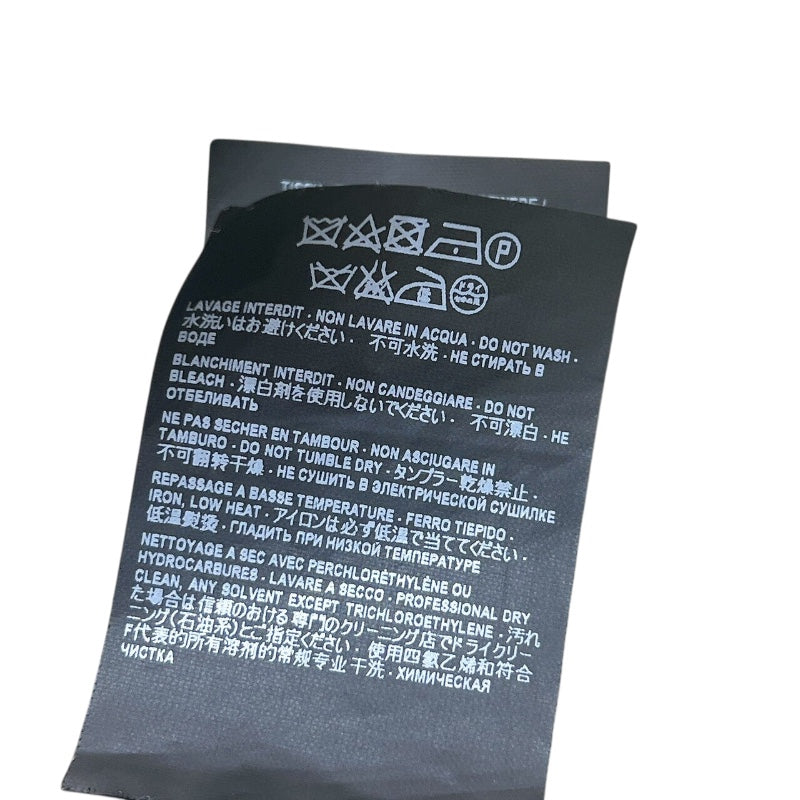 P
ドライ
LAVAGE INTERDIT · NON LAVARE IN ACQUA · DO NOT WASH ·
水洗いはお避けください · 不可水洗 · НЕ СТИРАТЬ В
ВОДЕ
BLANCHIMENT INTERDIT · NON CANDEGGIARE · DO NOT
BLEACH · 漂白剤を使用しないでください · 不可漂白 · НЕ
ОТБЕЛИВАТЬ
NE PAS SECHER EN TAMBOUR · NON ASCIUGARE IN
TAMBURO · DO NOT TUMBLE DRY · タンブラー乾燥禁止 ·
不可翻转干燥 · НЕ СУШИТЬ В ЭЛЕКТРИЧЕСКОЙ СУШИЛКЕ
REPASSAGE A BASSE TEMPERATURE · FERRO TIEPIDO ·
IRON, LOW HEAT · アイロンは必ず低温で当ててください ·
低温熨烫 · ГЛАДИТЬ ПРИ НИЗКОЙ ТЕМПЕРАТУРЕ
NETTOYAGE A SEC AVEC PERCHLORÉTHYLÈNE OU
HYDROCARBURES · LAVARE A SECCO · PROFESSIONAL DRY
CLEAN, ANY SOLVENT EXCEPT TRICHLOROETHYLENE · 汚れ
た場合は信頼のおける専門のクリーニング店でドライクリー
ニング(石油系)とご指定ください · 使用四氯乙烯和符合
F代表的所有溶剂的常规专业干洗 · ХИМИЧЕСКАЯ
ЧИСТКА